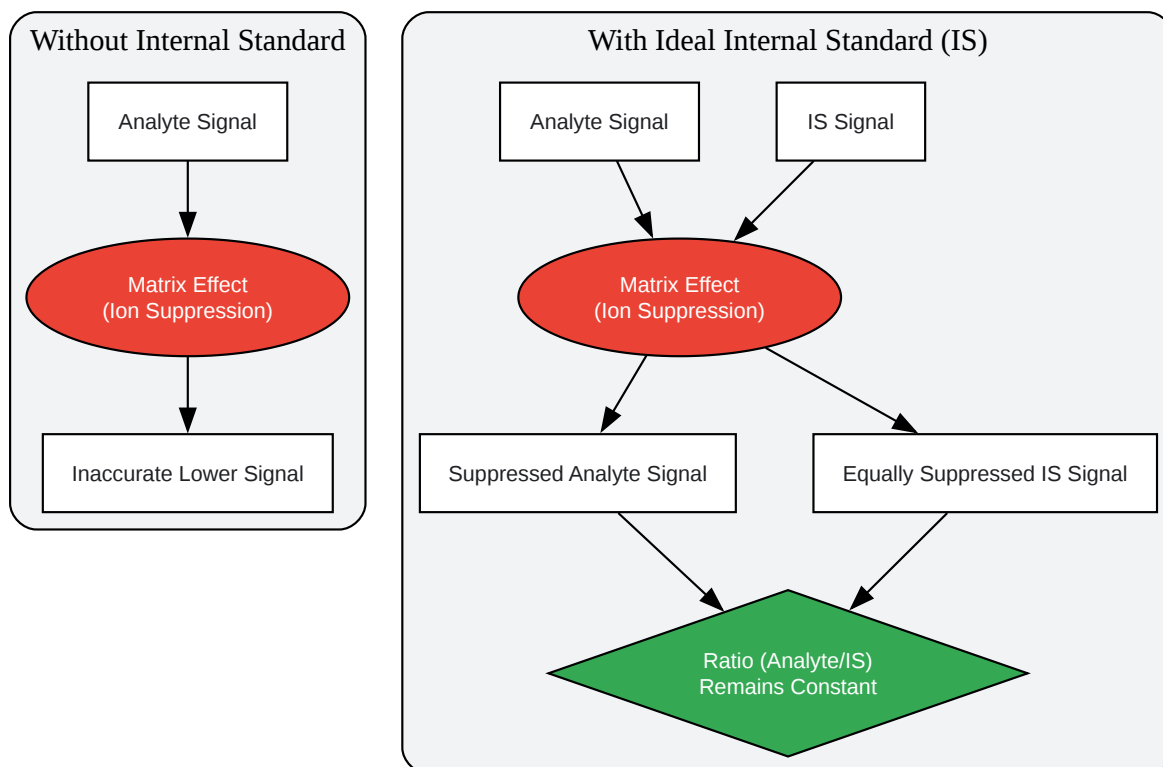 Without Internal Standard
Analyte Signal
Matrix Effect
(Ion Suppression)
Inaccurate Lower Signal
With Ideal Internal Standard (IS)
Analyte Signal
IS Signal
Matrix Effect
(Ion Suppression)
Suppressed Analyte Signal
Equally Suppressed IS Signal
Ratio (Analyte/IS)
Remains Constant